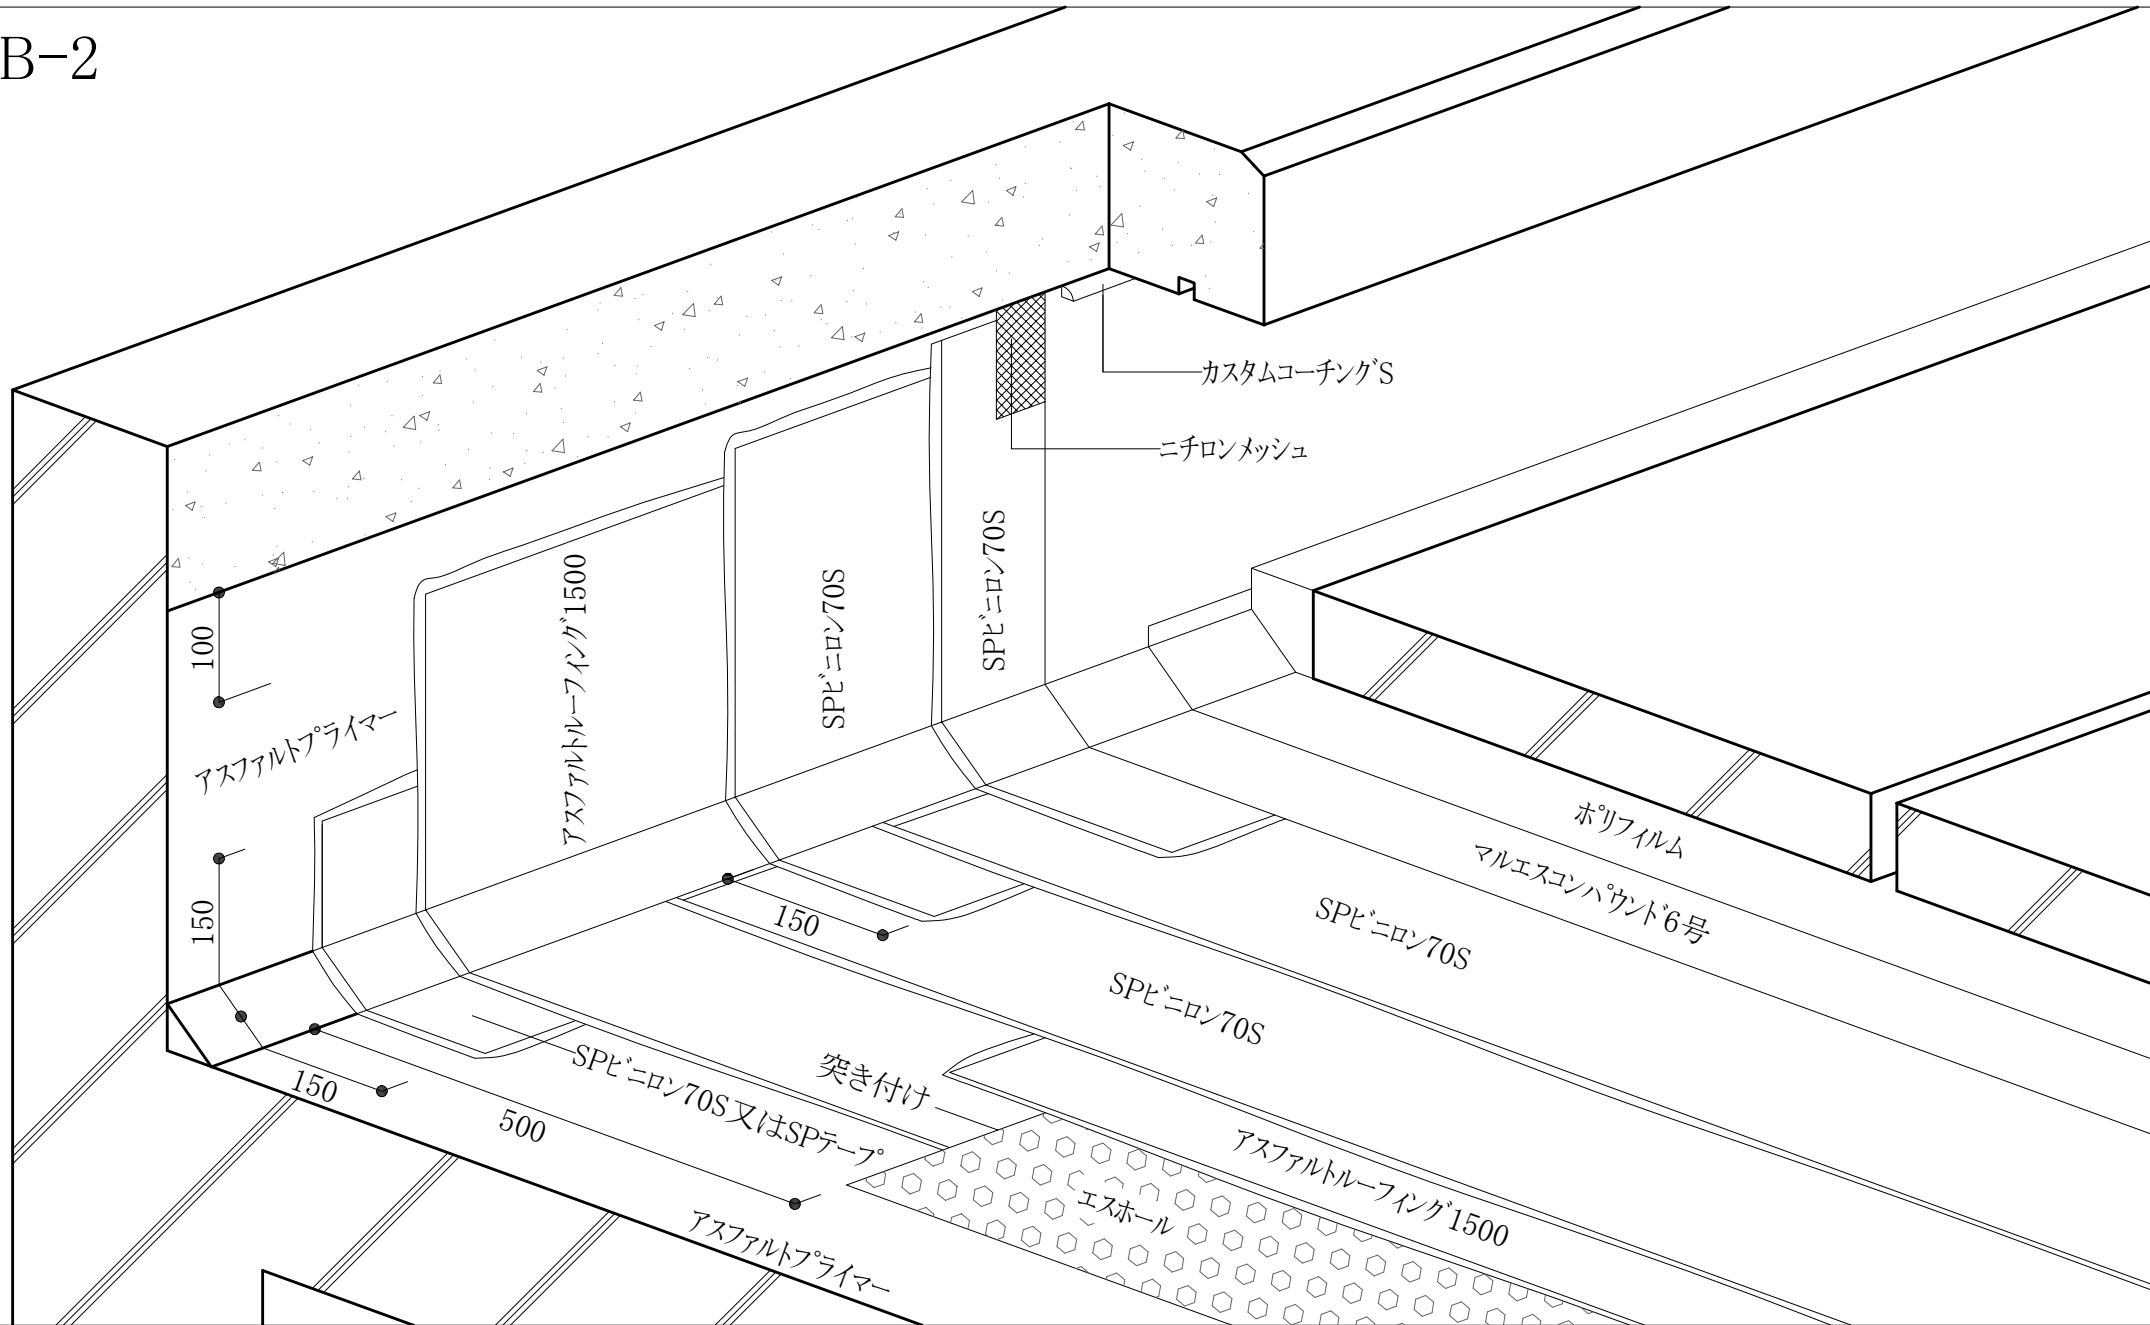 B-2
カスタムコーチングS
ニチロンメッシュ
SPビニロン70S
SPビニロン70S
アスファルトルーフィング1500
100
アスファルトプライマー
150
ポリフィルム
マルエスコンパウンド6号
SPビニロン70S
150
SPビニロン70S
突き付け
SPビニロン70S又はSPテープ
150
500
アスファルトルーフィング1500
エスホール
アスファルトプライマー